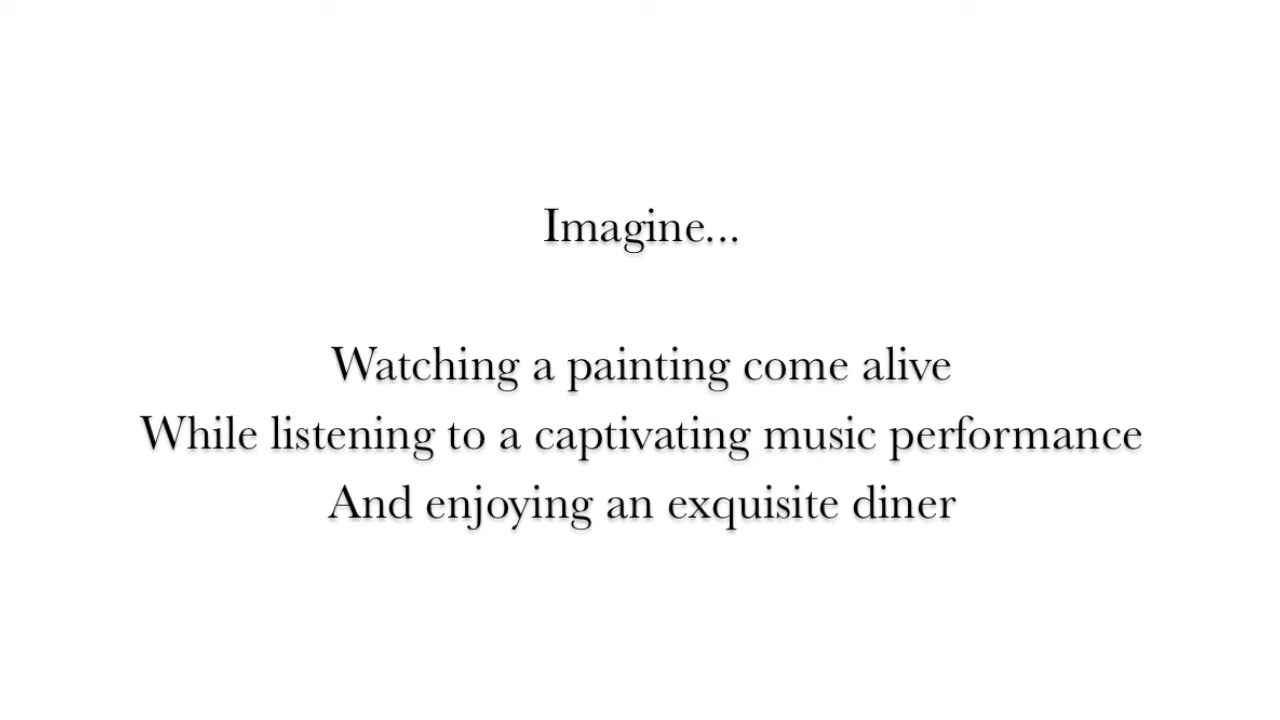 Imagine...
Watching a painting come alive
While listening to a captivating music performance
And enjoying an exquisite diner